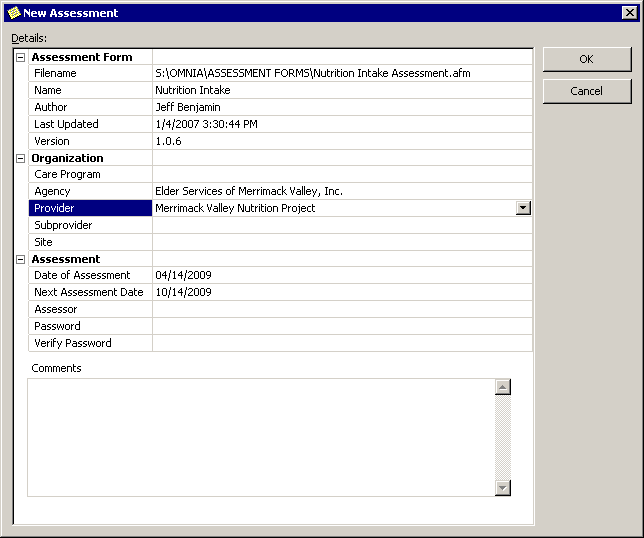 New Assessment
Details:
Assessment Form
Filename S:\OMNIA\ASSESSMENT FORMS\Nutrition Intake Assessment.afm
Name Nutrition Intake
Author Jeff Benjamin
Last Updated 1/4/2007 3:30:44 PM
Version 1.0.6
Organization
Care Program
Agency Elder Services of Merrimack Valley, Inc.
Provider Merrimack Valley Nutrition Project
Subprovider
Site
Assessment
Date of Assessment 04/14/2009
Next Assessment Date 10/14/2009
Assessor
Password
Verify Password
Comments
OK
Cancel